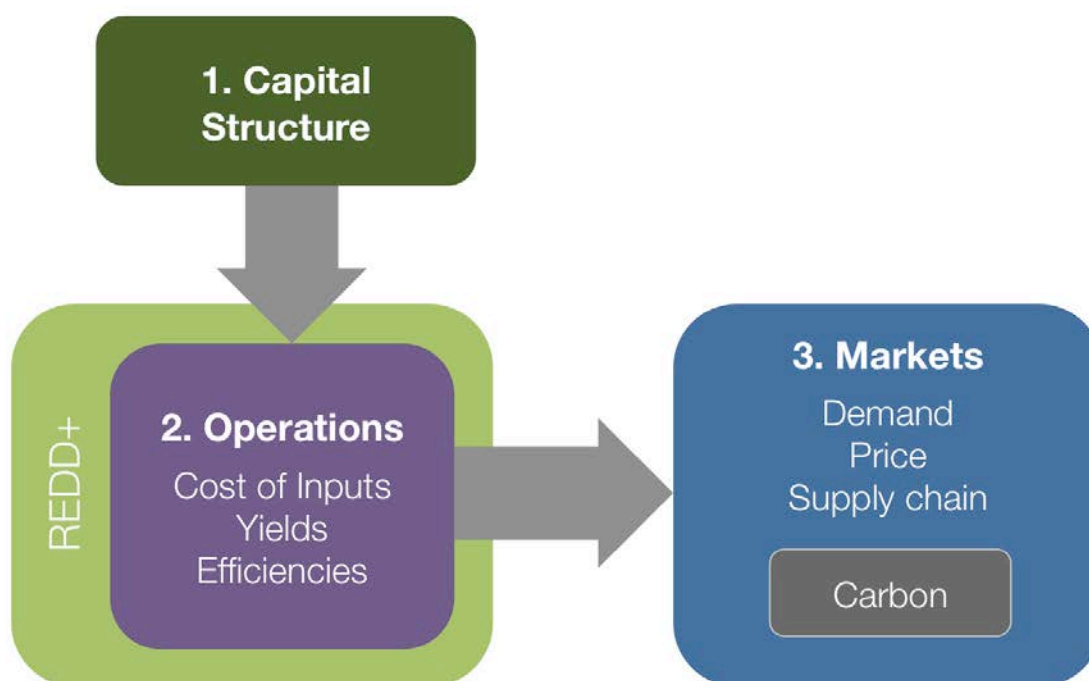 1. Capital
Structure
REDD+
2. Operations
Cost of Inputs
Yields
Efficiencies
3. Markets
Demand
Price
Supply chain
Carbon